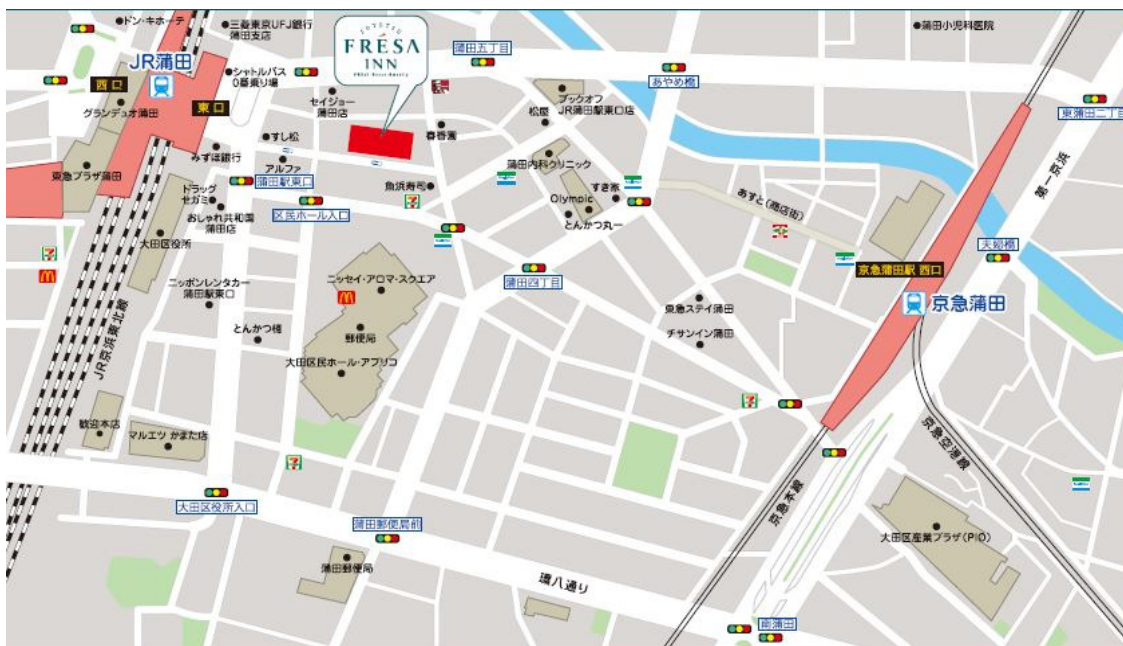 ドン・キホーテ
三菱東京UFJ銀行
蒲田支店
FRÉSA
INN
蒲田五丁目
蒲田小児科医院
JR蒲田
西口
東口
シャトルバス
0番乗り場
あやめ橋
東蒲田二丁目
グランデュオ蒲田
セイジョー
蒲田店
ブックオフ
JR蒲田駅東口店
松屋
春香園
すし松
みずほ銀行
アルファ
蒲田駅東口
東急プラザ蒲田
蒲田内科クリニック
第一京浜
ドラッグ
セガミ
魚浜寿司
すき家
Olympic
とんかつ丸一
あすと(商店街)
区民ホール入口
おしゃれ共和国
蒲田店
大田区役所
夫婦橋
京急蒲田駅 西口
ニッセイ・アロマ・スクエア
蒲田四丁目
ニッポンレンタカー
蒲田駅東口
東急ステイ蒲田
京急蒲田
チサンイン蒲田
JR京浜東北線
郵便局
大田区民ホール・アプリコ
歓迎本店
マルエツ かまた店
京急空港線
京急本線
大田区役所入口
蒲田郵便局前
大田区産業プラザ(PIO)
蒲田郵便局
環八通り
南蒲田